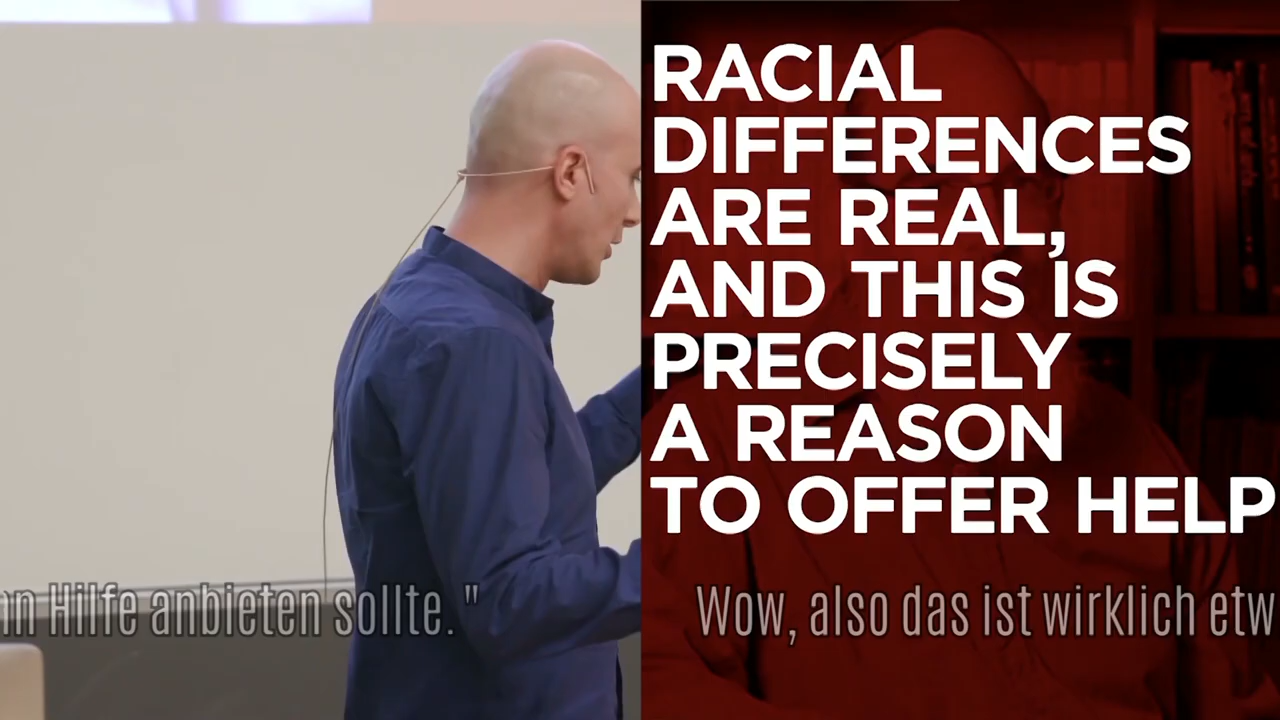 RACIAL
DIFFERENCES
ARE REAL,
AND THIS IS
PRECISELY
A REASON
TO OFFER HELP
Hilfe anbieten sollte."
Wow, also das ist wirklich